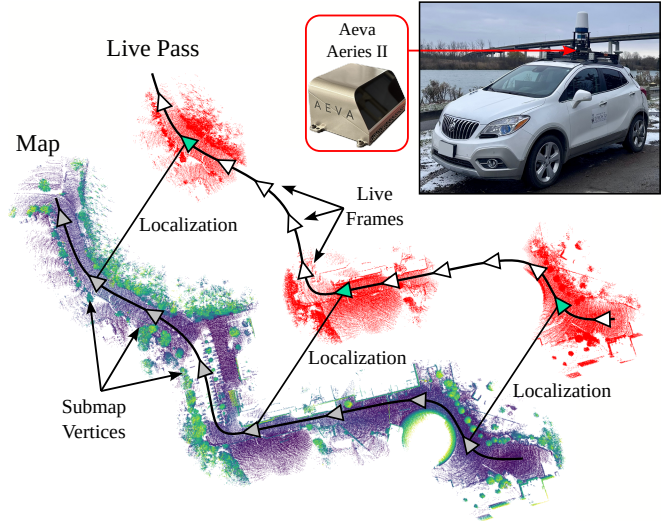 Live Pass
Aeva
Aeries II
AEVA
Map
Localization
Live
Frames
Localization
Submap
Vertices
Localization